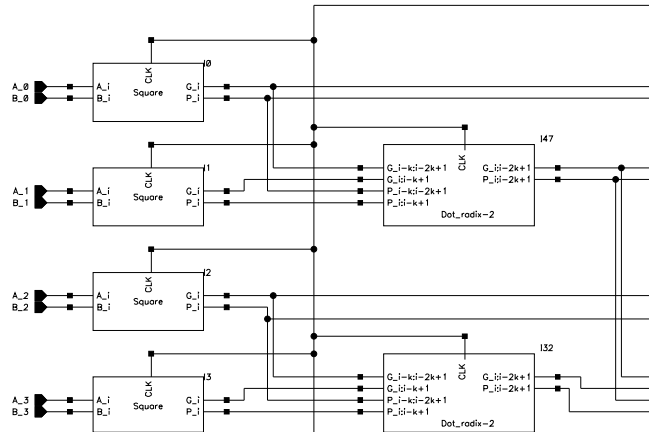 I0
CLK
A_0 A_i Square G_i
B_0 B_i P_i
I47
CLK
I1
CLK
G_i-k:i-2k+1 G_i:i-2k+1
G_i:i-k+1 P_i:i-2k+1
A_1 A_i Square G_i P_i-k:i-2k+1
B_1 B_i P_i P_i:i-k+1
Dot_radix-2
I2
CLK
A_2 A_i Square G_i
B_2 B_i P_i
I32
CLK
I3
CLK
G_i-k:i-2k+1 G_i:i-2k+1
G_i:i-k+1 P_i:i-2k+1
A_3 A_i Square G_i P_i-k:i-2k+1
B_3 B_i P_i P_i:i-k+1
Dot_radix-2